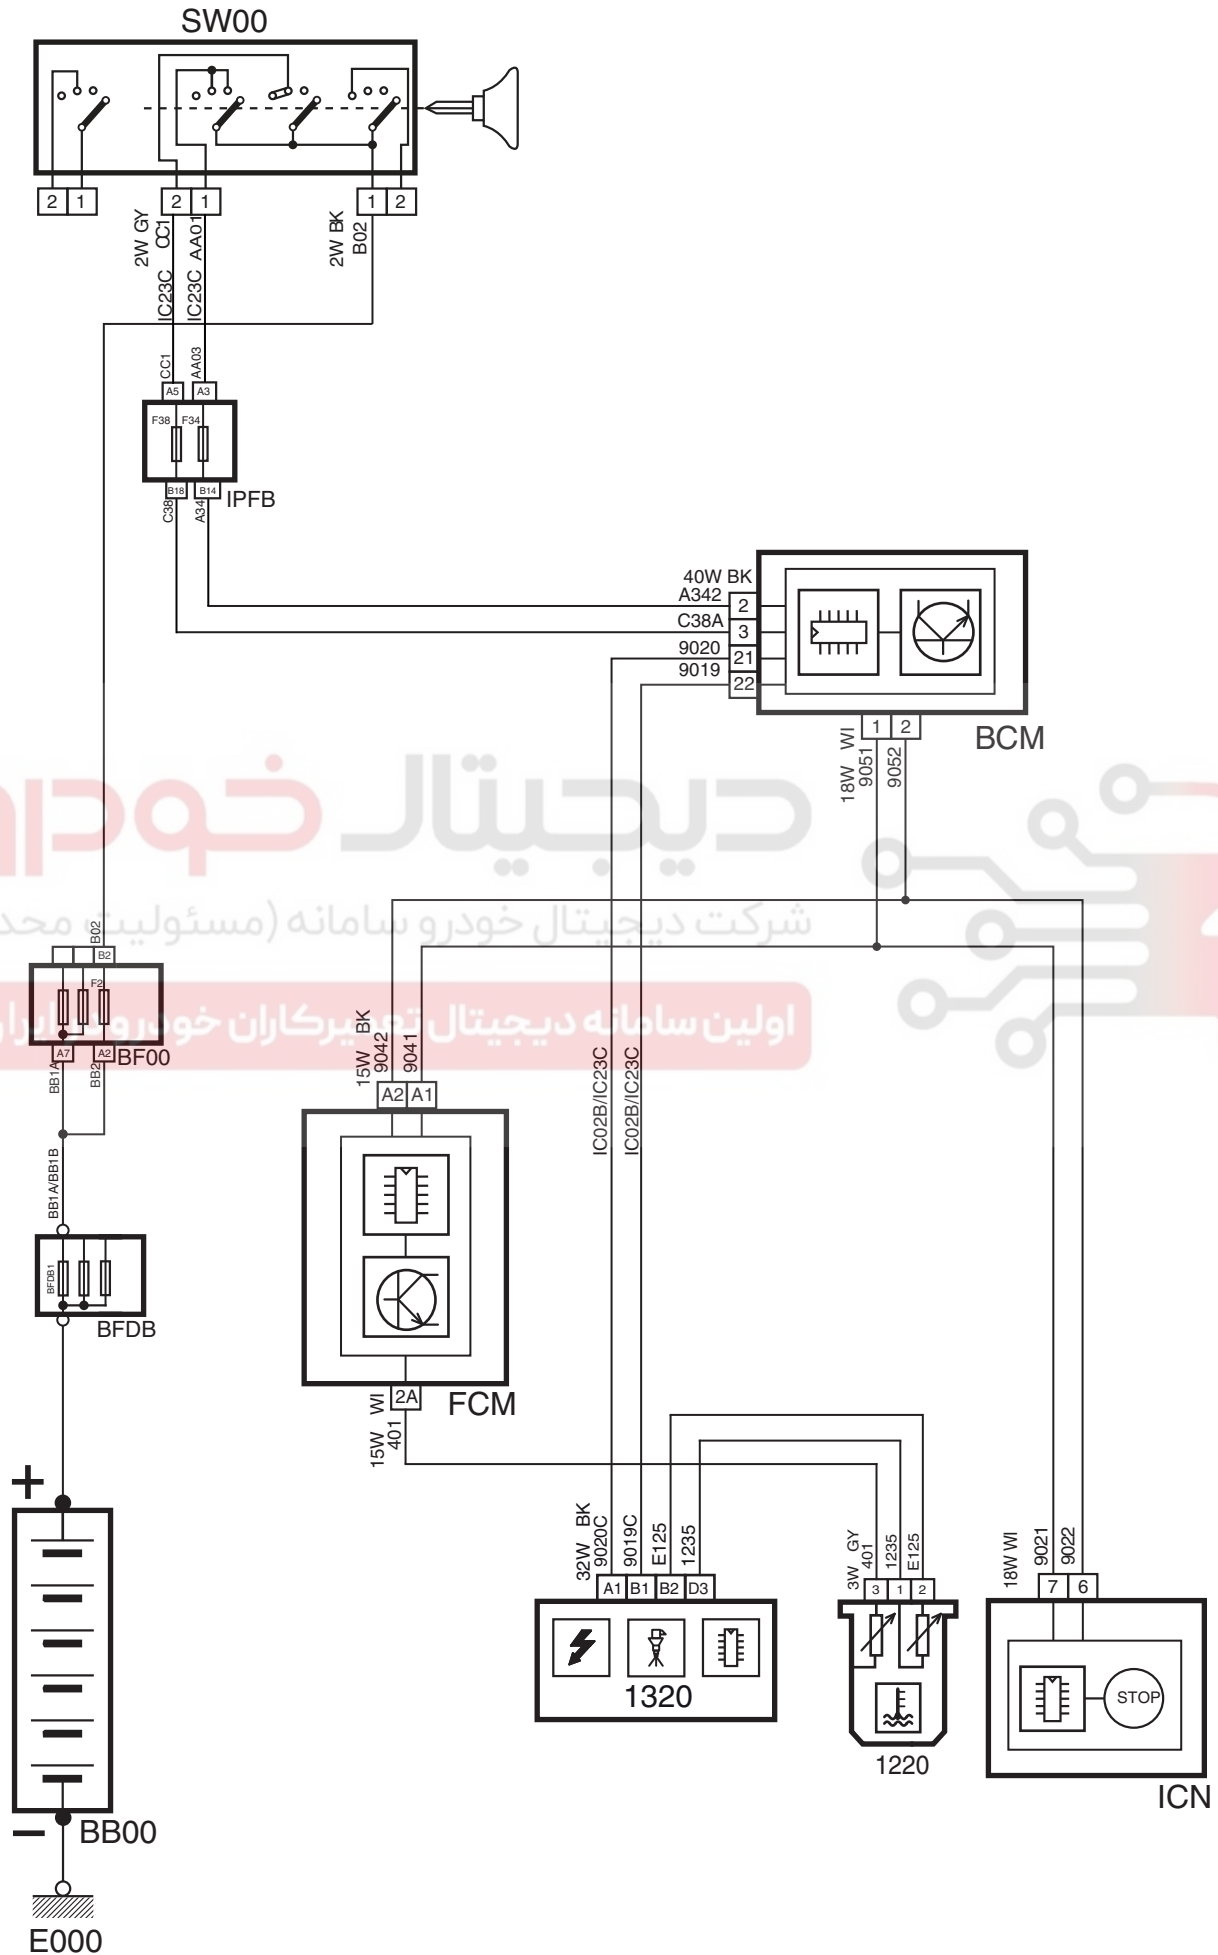 SW00
2 1
2 1
1 2
2W GY
CC1
AA01
2W BK
B02
IC23C
IC23C
CC1
AA03
A5 A3
F38 F34
B18 B14
IPFB
C38
A34
40W BK
A342
C38A
9020
9019
2
3
21
22
BCM
1 2
18W WI
9051
9052
دیجیتال خودرو
شرکت دیجیتال خودرو سامانه (مسئولیت محد
اولین سامانه دیجیتال تعمیرکاران خودرو در ایران
B02
B2
F2
A7 A2
BF00
BB1A
BB2
BB1A/BB1B
BFDB1
BFDB
15W BK
9042
9041
A2 A1
FCM
2A
15W WI
401
IC02B/IC23C
IC02B/IC23C
+
−
BB00
E000
32W BK
9020C
9019C
E125
1235
A1 B1 B2 D3
1320
3W GY
401
1235
E125
3 1 2
1220
18W WI
9021
9022
7 6
STOP
ICN